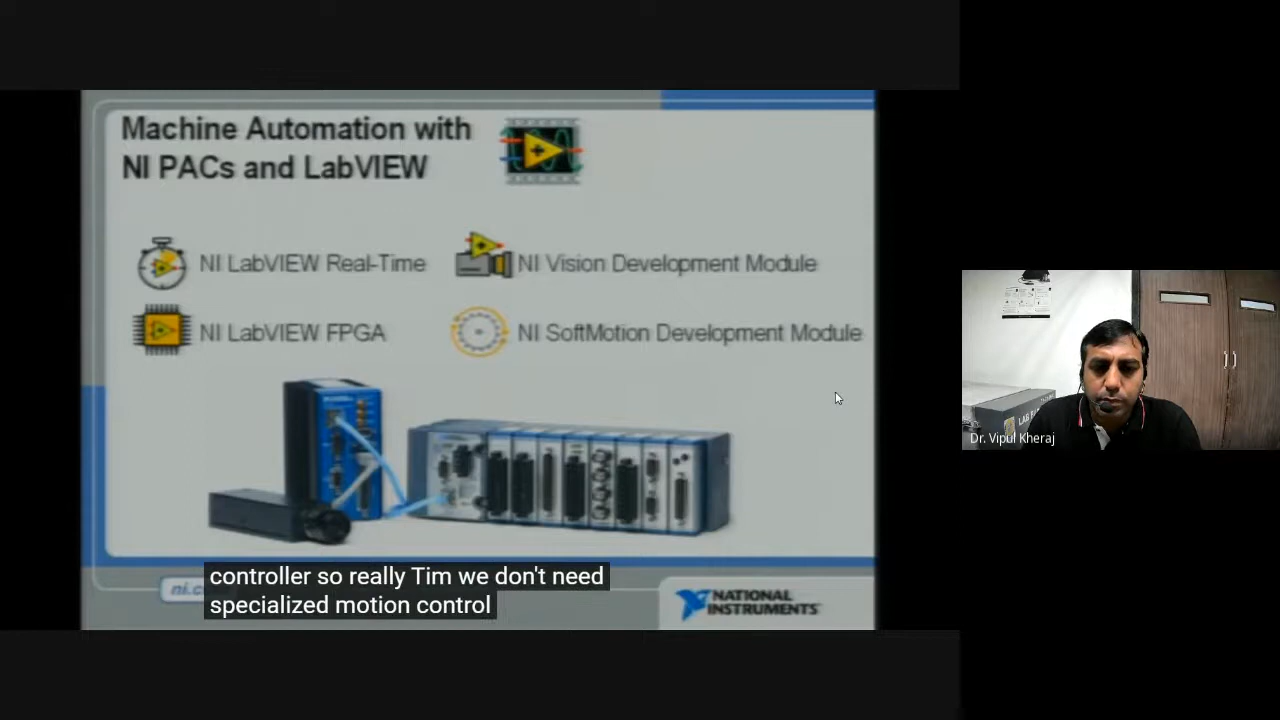 Machine Automation with
NI PACs and LabVIEW
NI LabVIEW Real-Time
NI Vision Development Module
NI LabVIEW FPGA
NI SoftMotion Development Module
controller so really Tim we don't need
specialized motion control
NATIONAL
INSTRUMENTS
Dr. Vipul Kheraj